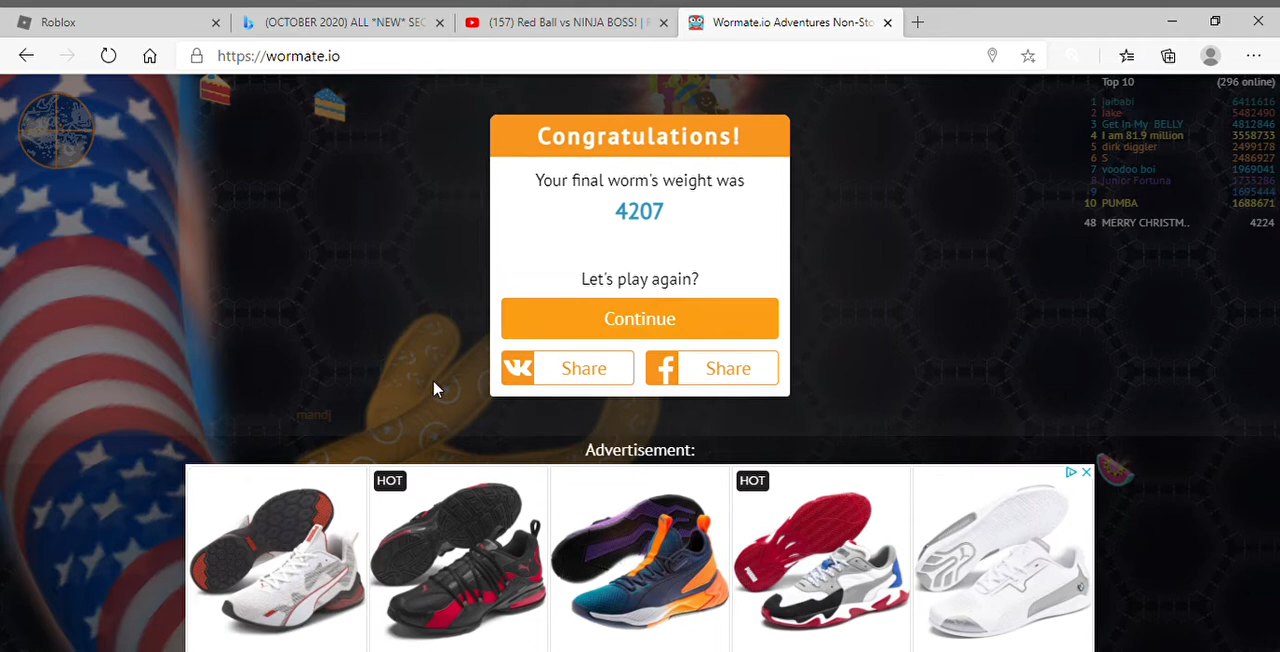 Roblox
(OCTOBER 2020) ALL *NEW* SEC
(157) Red Ball vs NINJA BOSS! |
Wormate.io Adventures Non-Sto
https://wormate.io
Top 10 (296 online)
1 jaibabi 6411616
2 Jake 5482490
3 Get In My BELLY 4812846
4 I am 81.9 million 3558733
5 dirk diggler 2499178
6 S 2486927
7 voodoo boi 1969041
8 Junior Fortuna 1733286
9 1695444
10 PUMBA 1688671
48 MERRY CHRISTM.. 4224
Congratulations!
Your final worm's weight was
4207
Let's play again?
Continue
Share
Share
mandj
Advertisement:
HOT
HOT